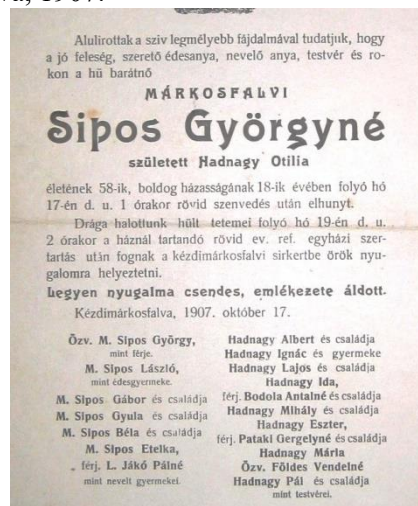 Alulirottak a sziv legmélyebb fájdalmával tudatjuk, hogy
a jó feleség, szerető édesanya, nevelő anya, testvér és ro-
kon a hű barátnő
MÁRKOSFALVI
Sipos Györgyné
született Hadnagy Otilia
életének 58-ik, boldog házasságának 18-ik évében folyó hó
17-én d. u. 1 órakor rövid szenvedés után elhunyt.
Drága halottunk hült tetemei folyó hó 19-én d. u.
2 órakor a háznál tartandó rövid ev. ref. egyházi szer-
tartás után fognak a kézdimárkosfalvi sirkertbe örök nyu-
galomra helyeztetni.
Legyen nyugalma csendes, emlékezete áldott.
Kézdimárkosfalva, 1907. október 17.
Özv. M. Sipos György,
mint férje.
M. Sipos László,
mint édesgyermeke.
M. Sipos Gábor és családja
M. Sipos Gyula és családja
M. Sipos Béla és családja
M. Sipos Etelka,
férj. L. Jákó Pálné
mint nevelt gyermekei.
Hadnagy Albert és családja
Hadnagy Ignác és gyermeke
Hadnagy Lajos és családja
Hadnagy Ida,
férj. Bodola Antalné és családja
Hadnagy Mihály és családja
Hadnagy Eszter,
férj. Pataki Gergelyné és családja
Hadnagy Mária
Özv. Földes Vendelné
Hadnagy Pál és családja
mint testvérei.